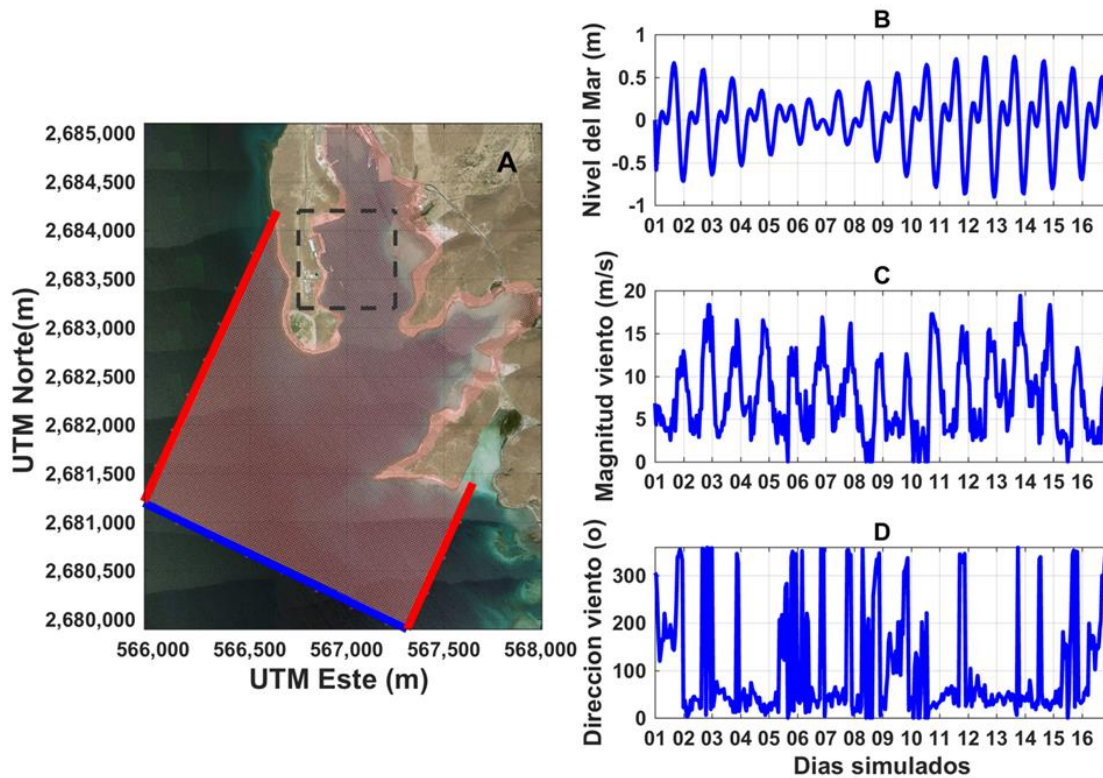 A
2,685,000
2,684,500
2,684,000
2,683,500
2,683,000
2,682,500
2,682,000
2,681,500
2,681,000
2,680,500
2,680,000
UTM Norte(m)
566,000 566,500 567,000 567,500 568,000
UTM Este (m)
B
Nivel del Mar (m)
1
0.5
0
-0.5
-1
01 02 03 04 05 06 07 08 09 10 11 12 13 14 15 16
C
Magnitud viento (m/s)
20
15
10
5
0
01 02 03 04 05 06 07 08 09 10 11 12 13 14 15 16
D
Direccion viento (o)
300
200
100
0
01 02 03 04 05 06 07 08 09 10 11 12 13 14 15 16
Dias simulados